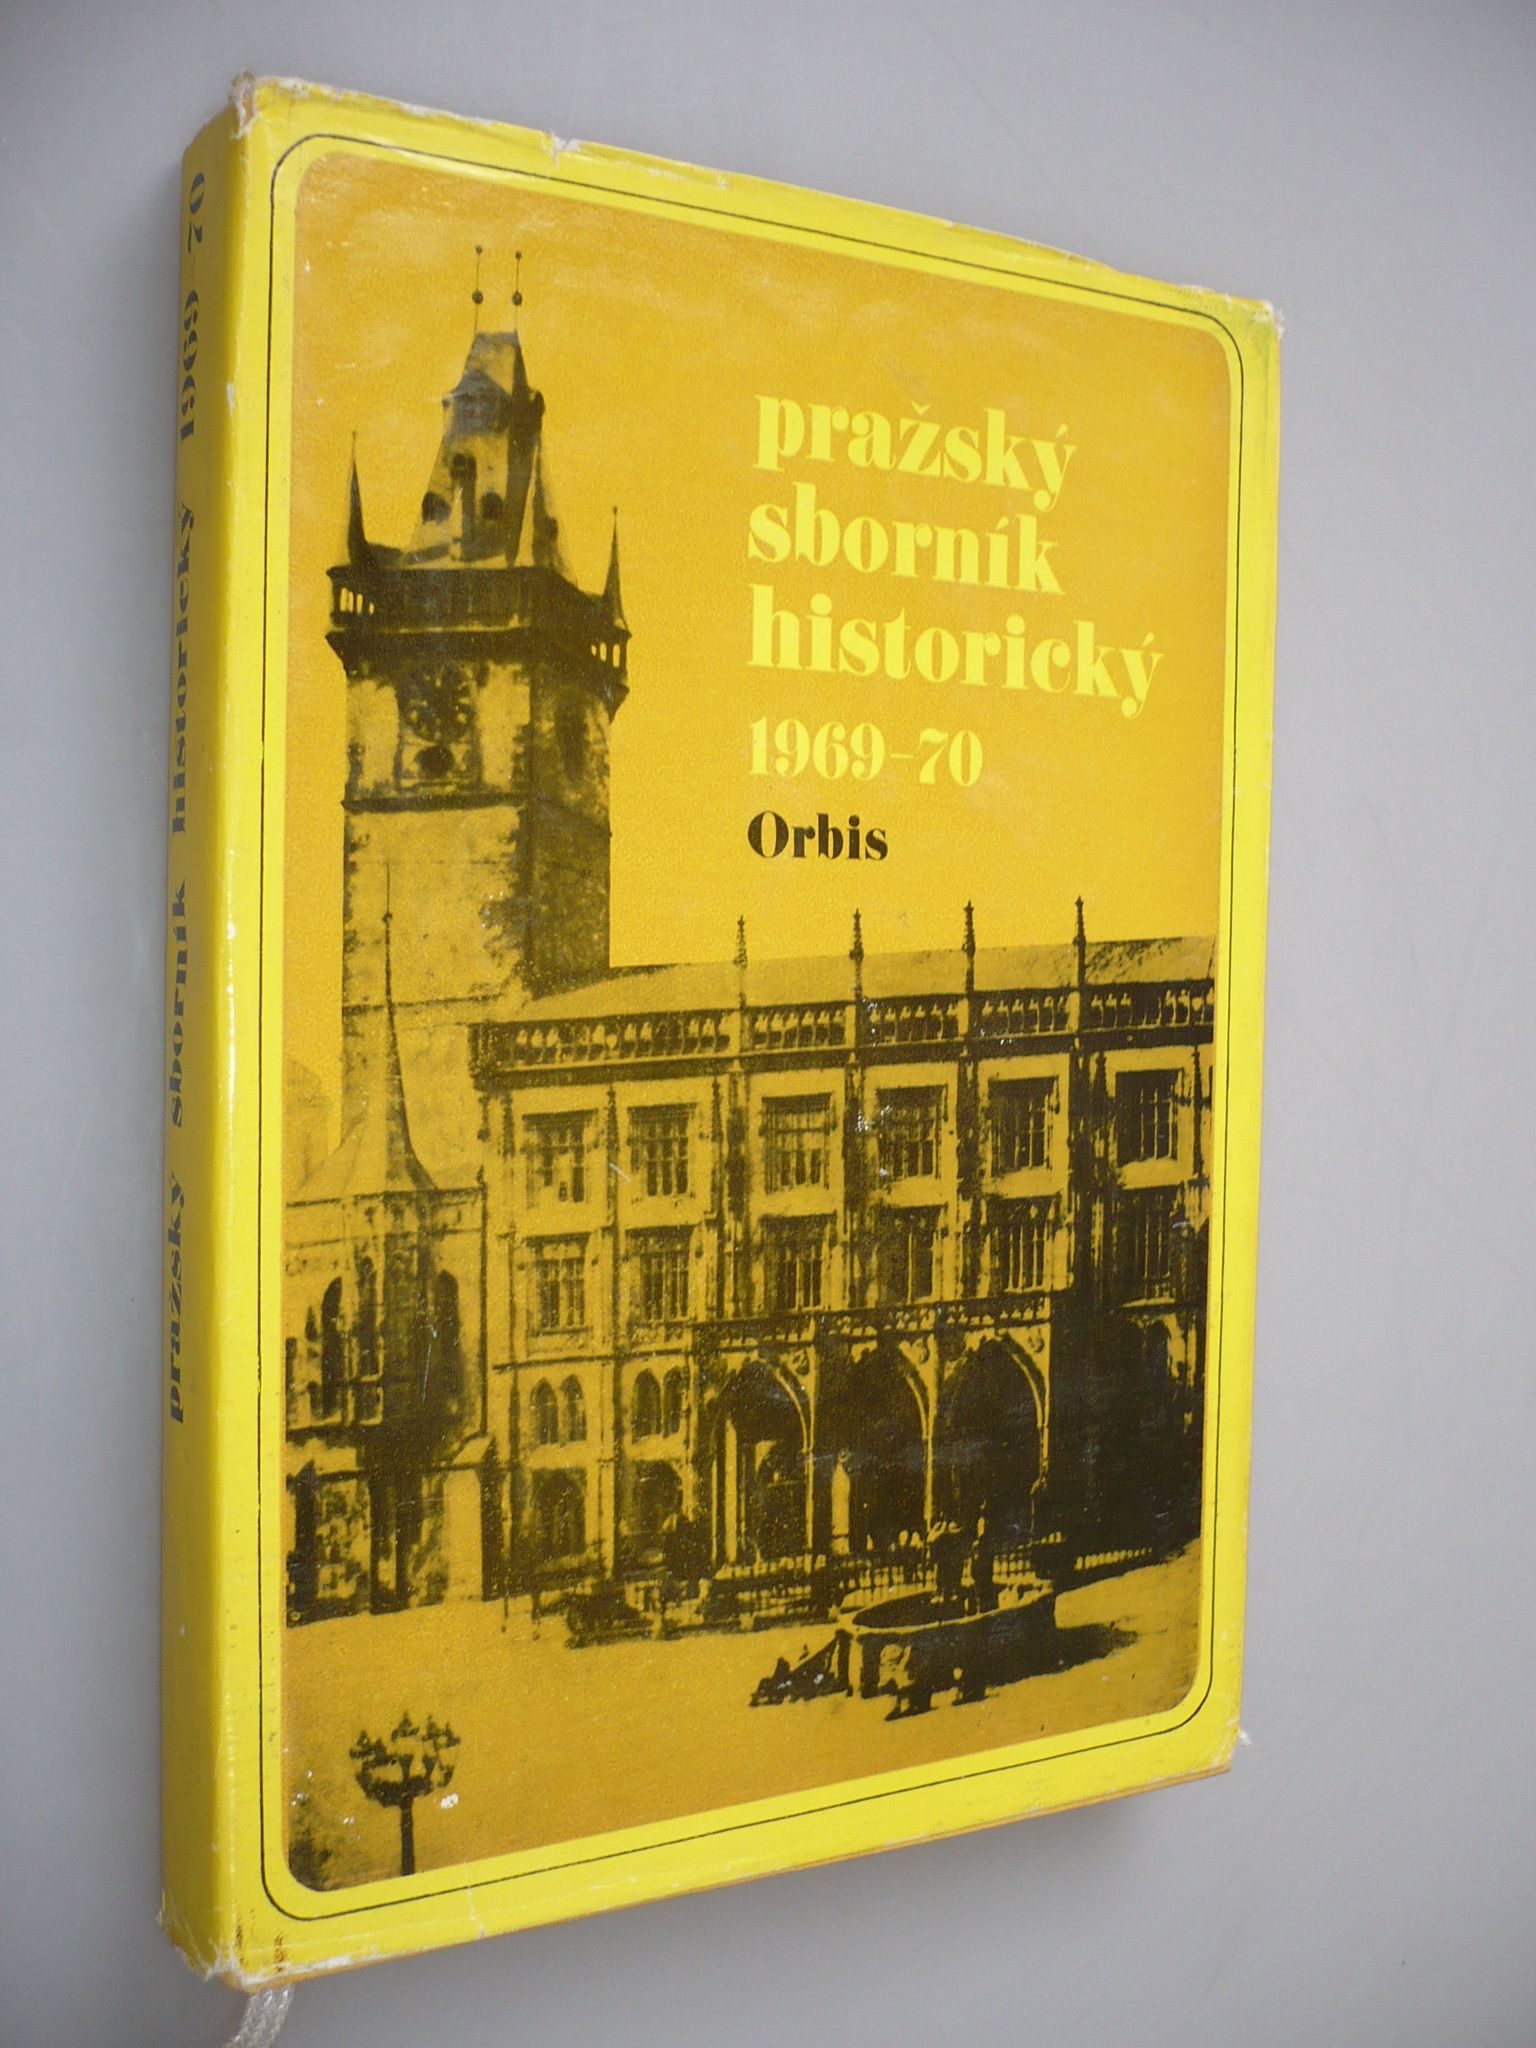 pražský sborník historický 1969-70
pražský
sborník
historický
1969-70
Orbis